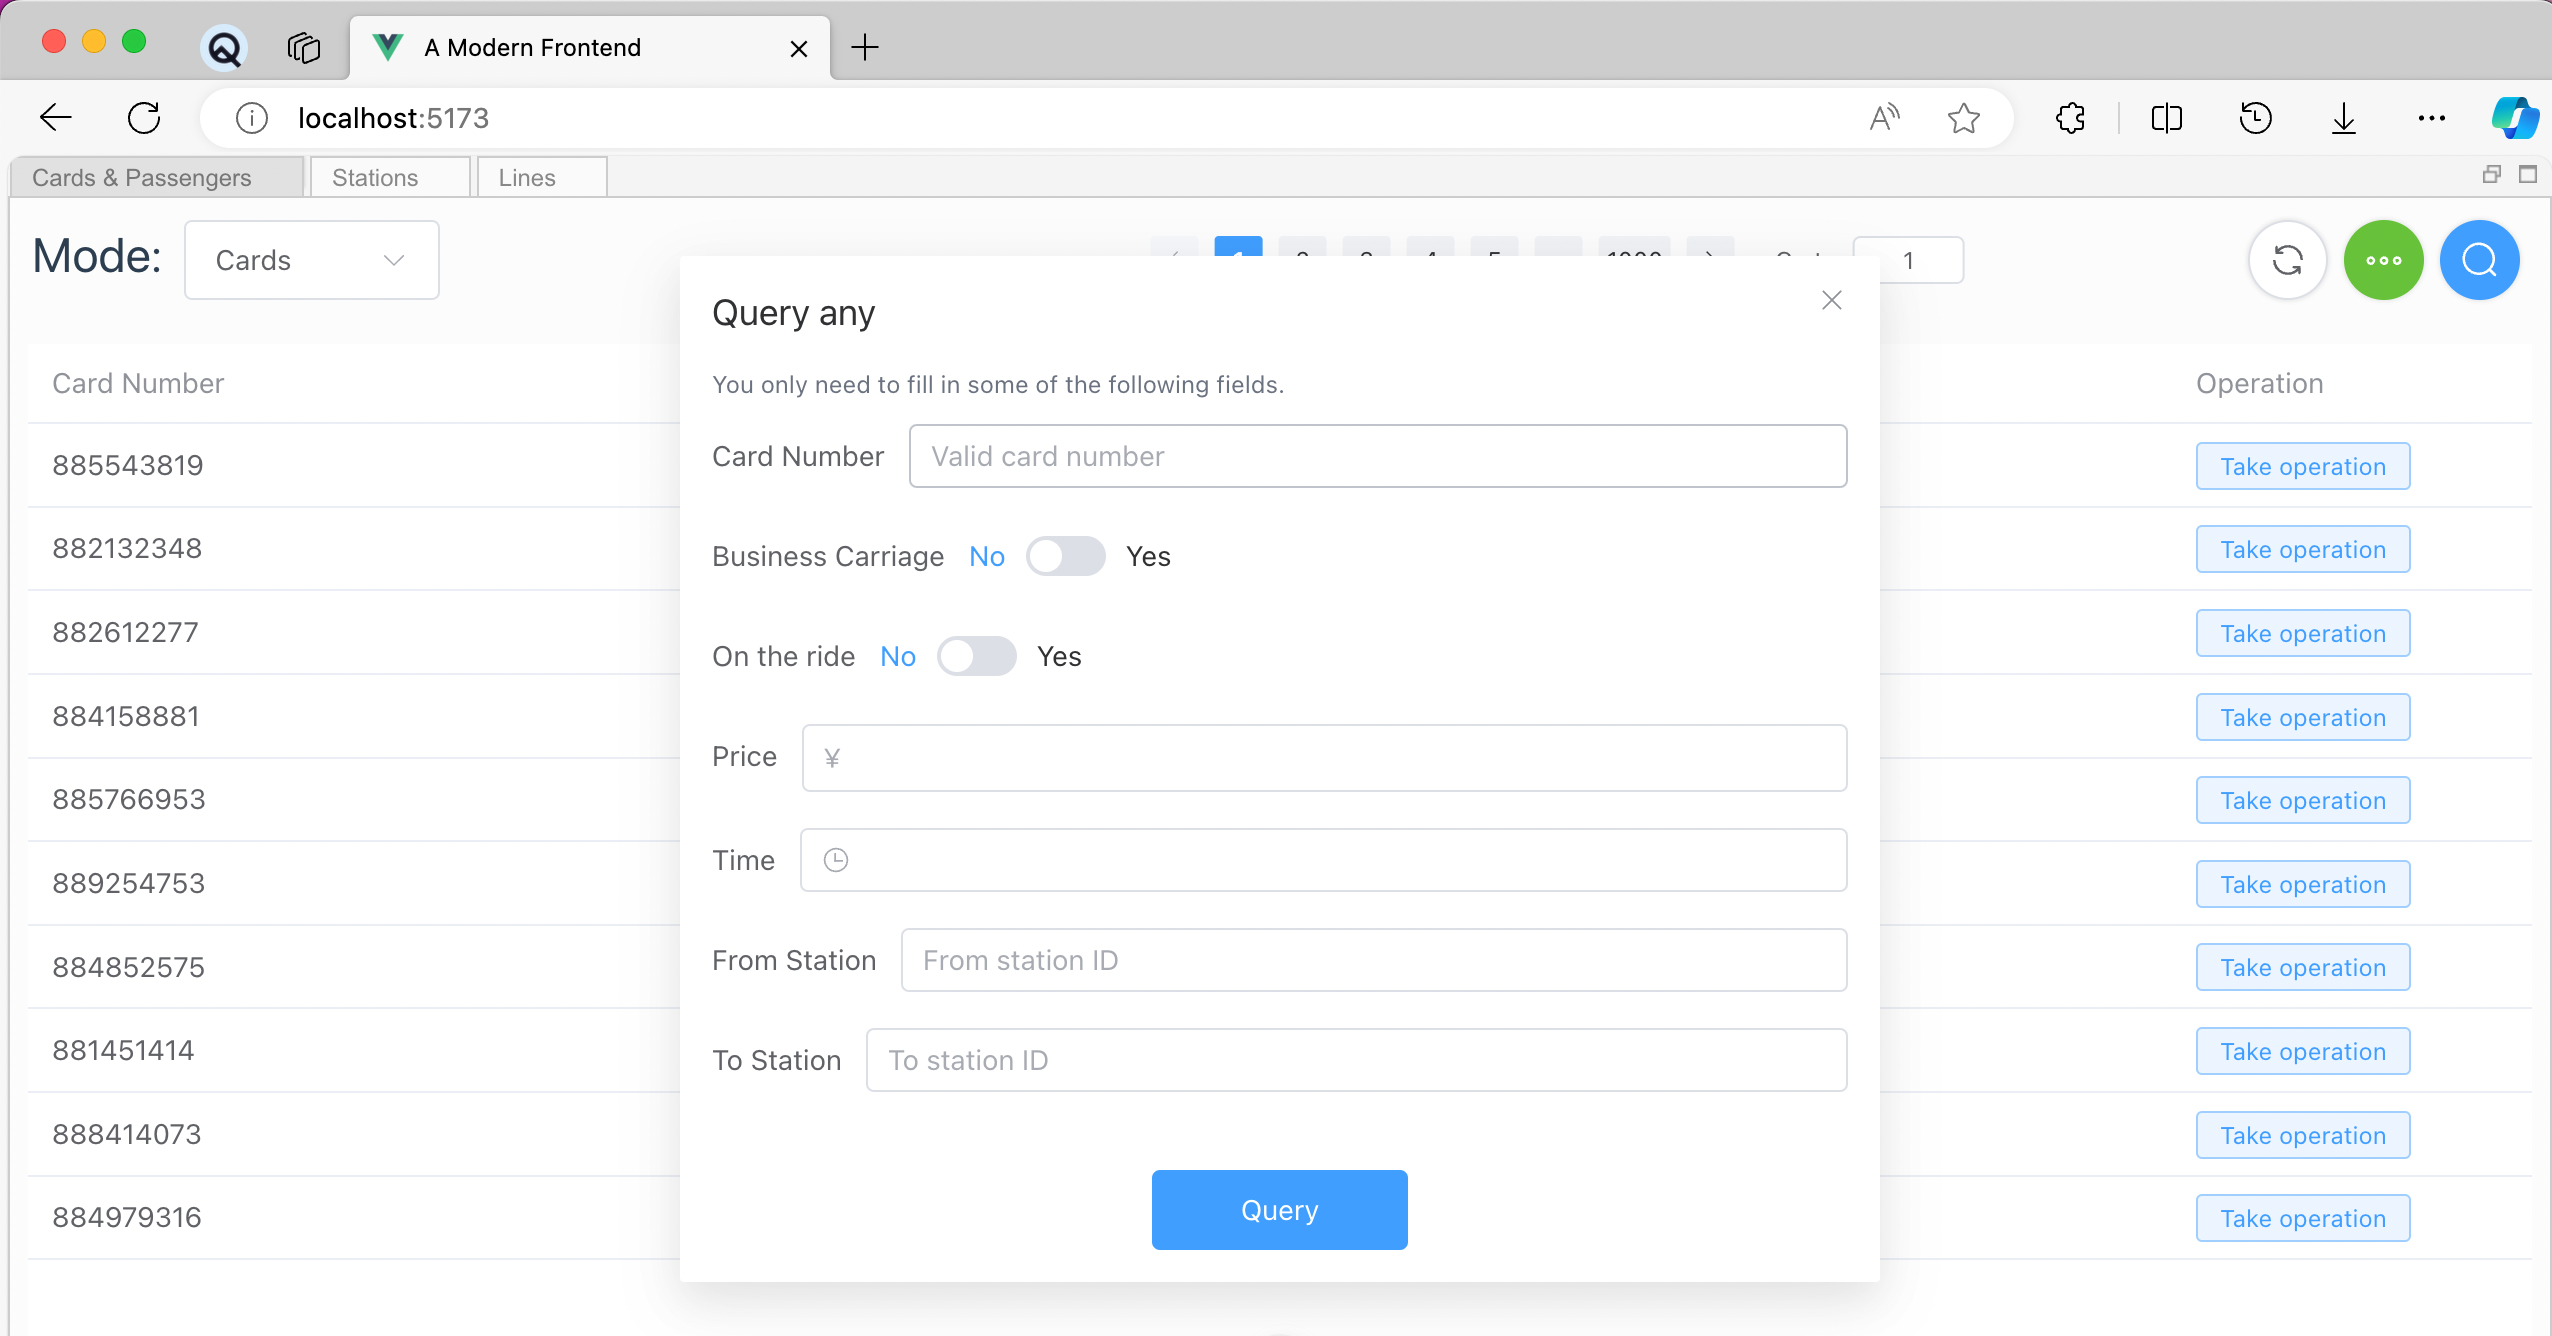 A Modern Frontend
localhost:5173
Cards & Passengers Stations Lines
Mode: Cards 1
Query any
You only need to fill in some of the following fields.
Card Number Operation
Card Number Valid card number
885543819 Take operation
882132348 Take operation
Business Carriage No Yes
882612277 Take operation
On the ride No Yes
884158881 Take operation
Price ¥
885766953 Take operation
Time
889254753 Take operation
From Station From station ID
884852575 Take operation
To Station To station ID
881451414 Take operation
888414073 Take operation
Query
884979316 Take operation